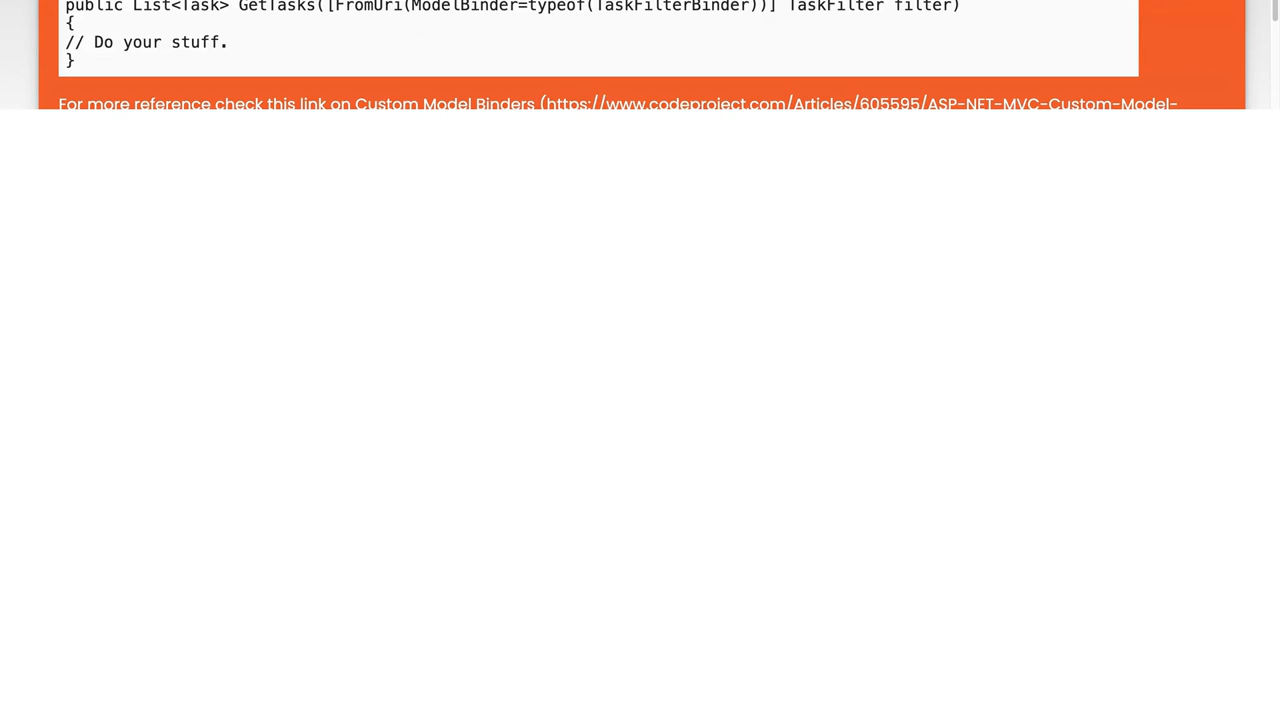 public List<Task> GetTasks([FromUri(ModelBinder=typeof(TaskFilterBinder))] TaskFilter filter)
{
// Do your stuff.
}
For more reference check this link on Custom Model Binders (https://www.codeproject.com/Articles/605595/ASP-NET-MVC-Custom-Model-